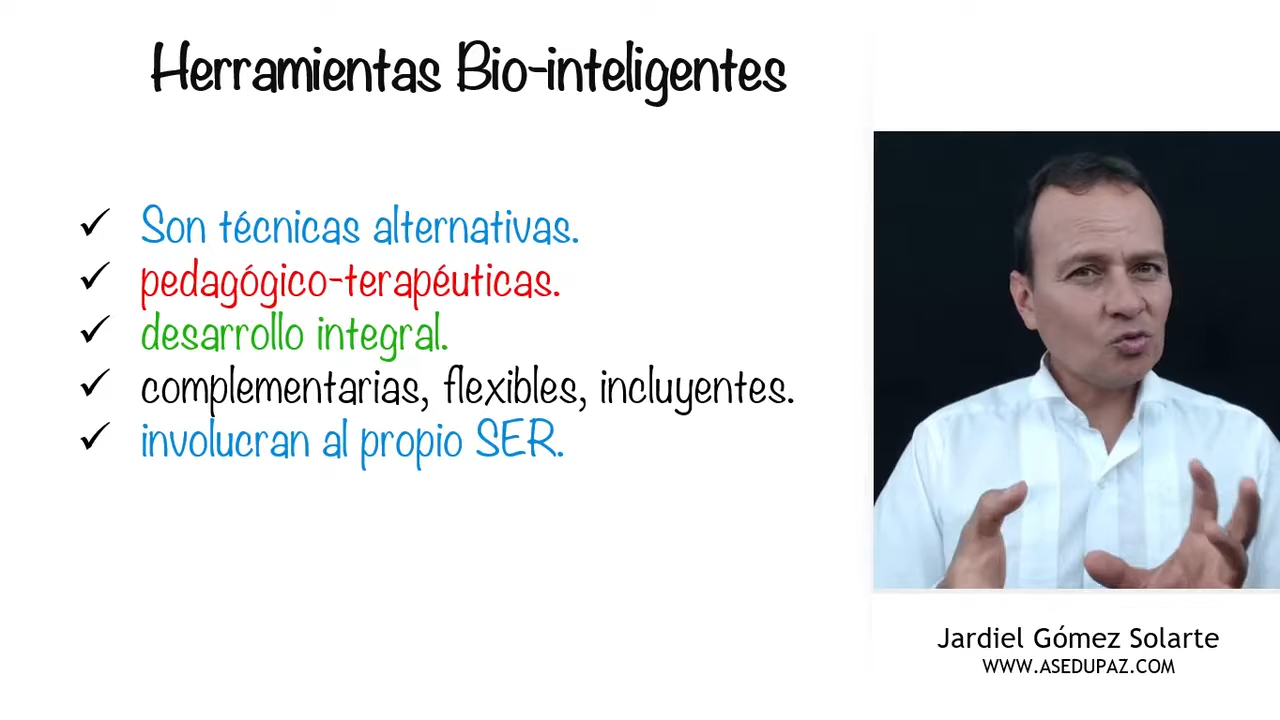 Herramientas Bio-inteligentes
✓ Son técnicas alternativas.
✓ pedagógico-terapéuticas.
✓ desarrollo integral.
✓ complementarias, flexibles, incluyentes.
✓ involucran al propio SER.
Jardiel Gómez Solarte
WWW.ASEDUPAZ.COM